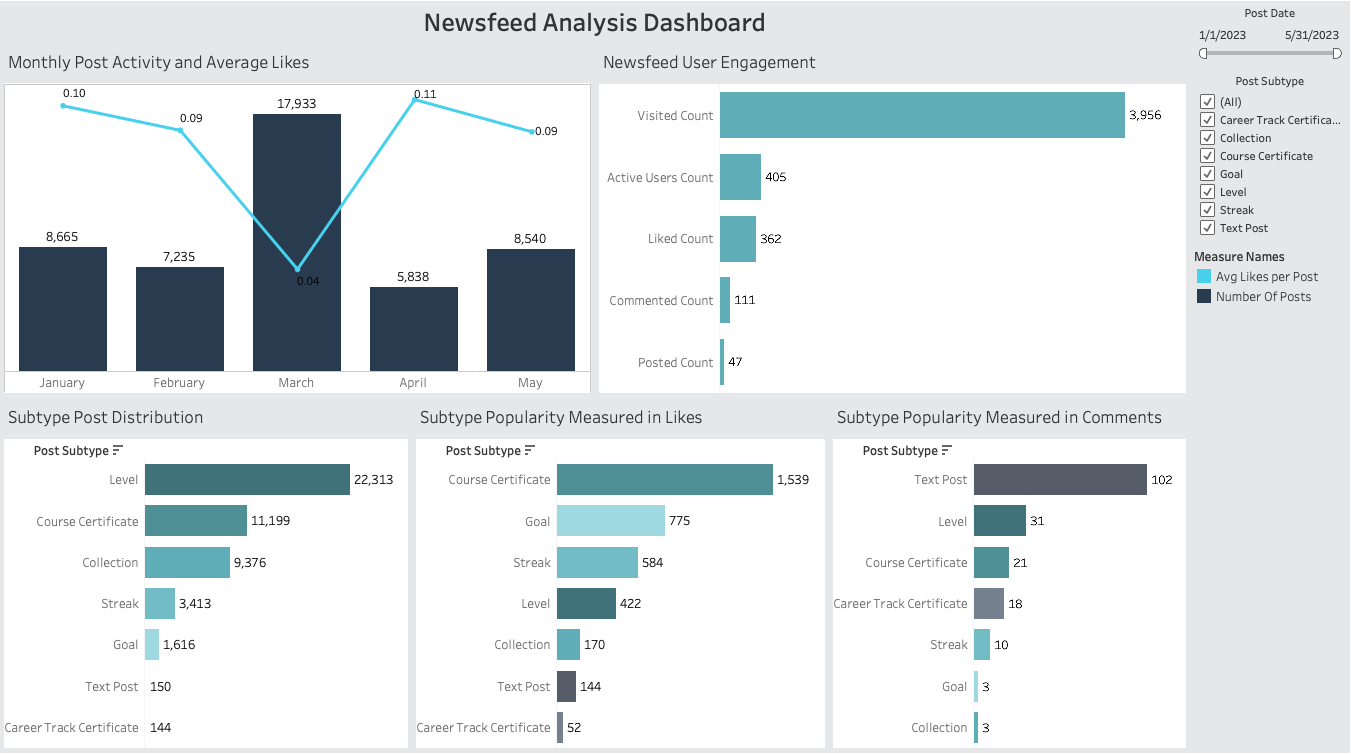 Newsfeed Analysis Dashboard
Monthly Post Activity and Average Likes
0.10
0.09
17,933
0.11
0.09
8,665
7,235
0.04
5,838
8,540
January
February
March
April
May
Newsfeed User Engagement
Visited Count
3,956
Active Users Count
405
Liked Count
362
Commented Count
111
Posted Count
47
Post Date
1/1/2023
5/31/2023
Post Subtype
(All)
Career Track Certifica...
Collection
Course Certificate
Goal
Level
Streak
Text Post
Measure Names
Avg Likes per Post
Number Of Posts
Subtype Post Distribution
Post Subtype
Level
22,313
Course Certificate
11,199
Collection
9,376
Streak
3,413
Goal
1,616
Text Post
150
Career Track Certificate
144
Subtype Popularity Measured in Likes
Post Subtype
Course Certificate
1,539
Goal
775
Streak
584
Level
422
Collection
170
Text Post
144
Career Track Certificate
52
Subtype Popularity Measured in Comments
Post Subtype
Text Post
102
Level
31
Course Certificate
21
Career Track Certificate
18
Streak
10
Goal
3
Collection
3